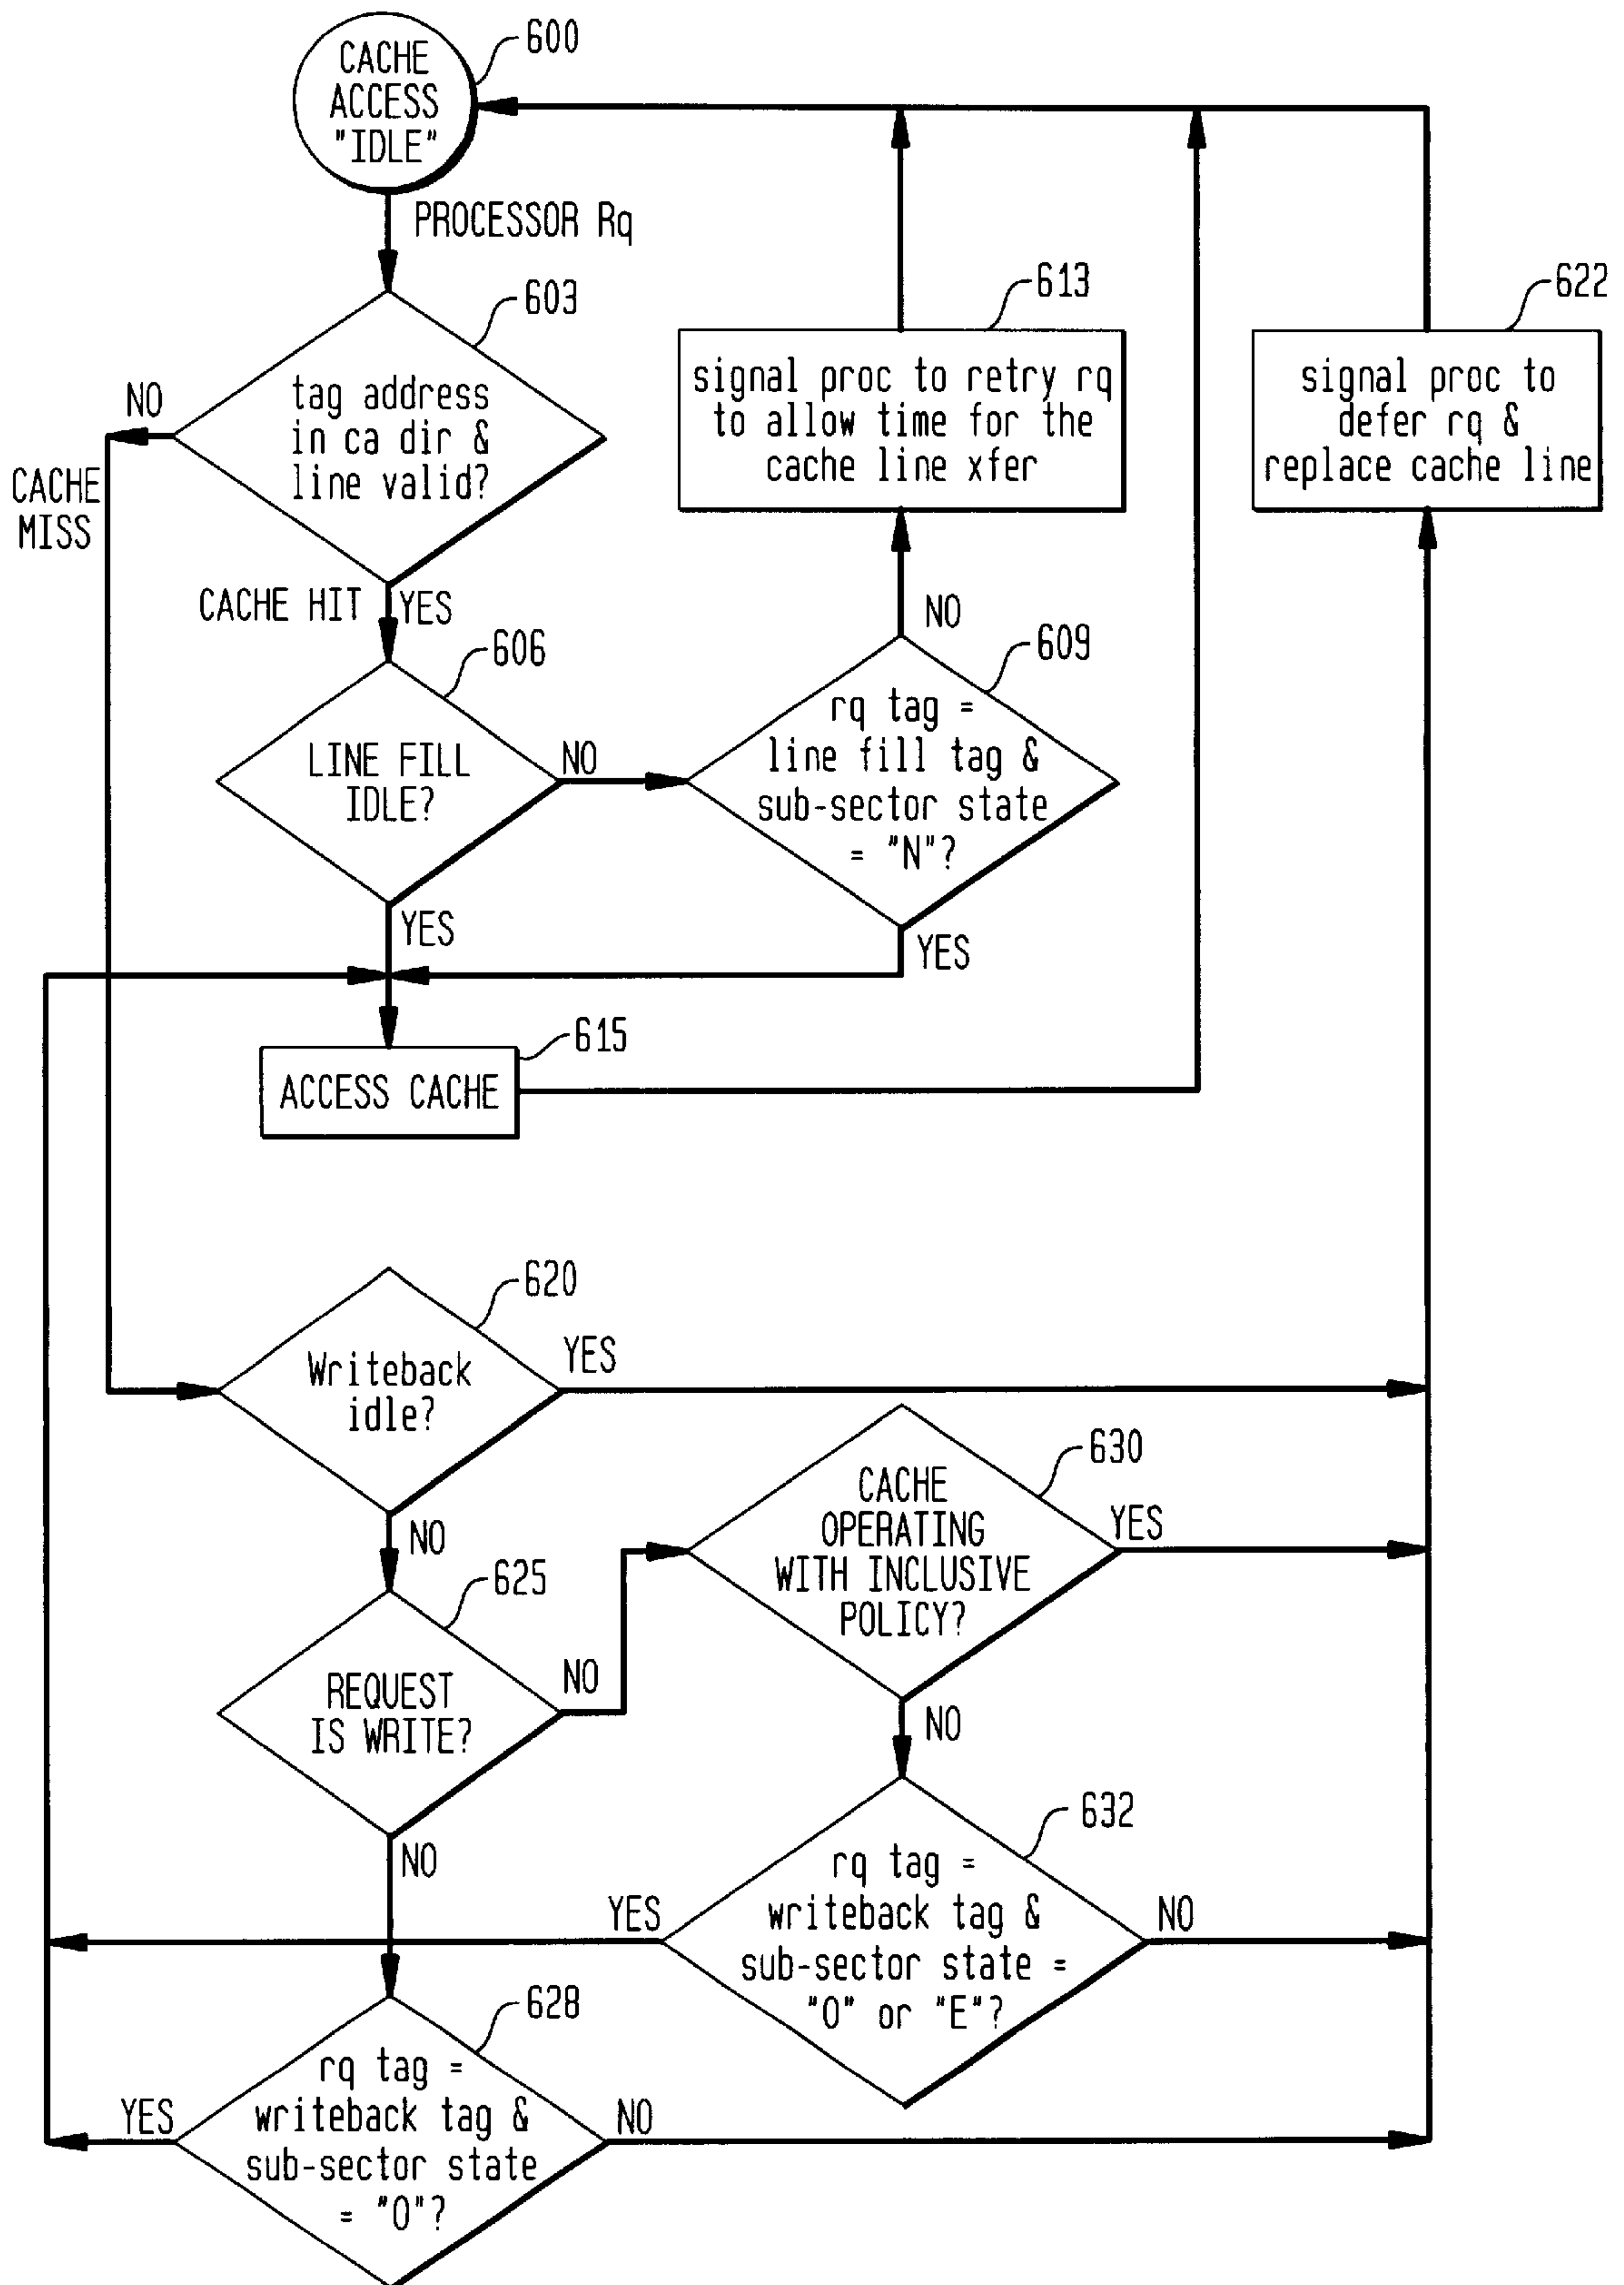 600
CACHE
ACCESS
"IDLE"
PROCESSOR Rq
603
tag address
in ca dir &
line valid?
NO
CACHE
MISS
CACHE HIT
YES
613
signal proc to retry rq
to allow time for the
cache line xfer
622
signal proc to
defer rq &
replace cache line
606
LINE FILL
IDLE?
NO
YES
NO
609
rq tag =
line fill tag &
sub-sector state
= "N"?
YES
615
ACCESS CACHE
620
Writeback
idle?
YES
NO
630
CACHE
OPERATING
WITH INCLUSIVE
POLICY?
YES
NO
625
REQUEST
IS WRITE?
NO
NO
632
rq tag =
writeback tag &
sub-sector state =
"O" or "E"?
YES
NO
628
rq tag =
writeback tag &
sub-sector state
= "O"?
YES
NO